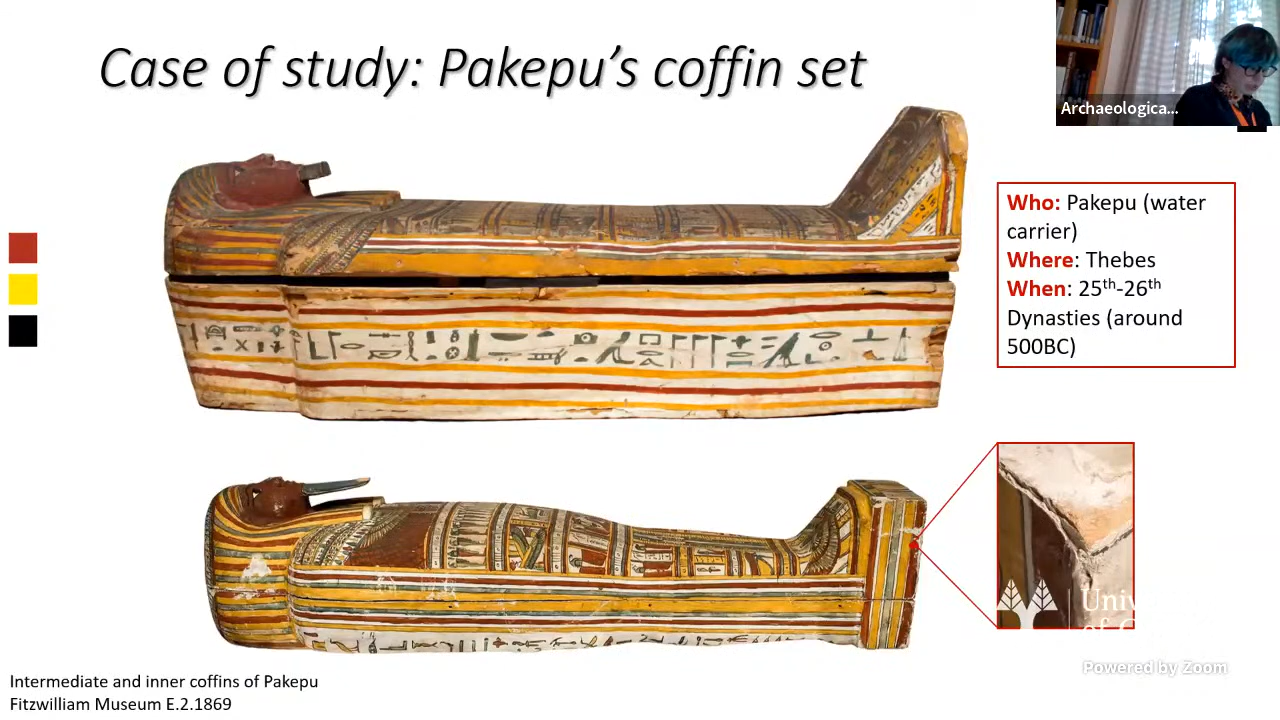 Case of study: Pakepu’s coffin set
Archaeologica...
Who: Pakepu (water
carrier)
Where: Thebes
When: 25th-26th
Dynasties (around
500BC)
Powered by Zoom
Intermediate and inner coffins of Pakepu
Fitzwilliam Museum E.2.1869